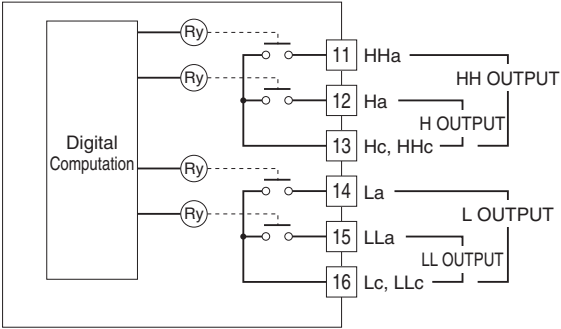 Ry
11 HHa
HH OUTPUT
Ry
12 Ha
H OUTPUT
Digital
Computation
13 Hc, HHc
Ry
14 La
L OUTPUT
Ry
15 LLa
LL OUTPUT
16 Lc, LLc